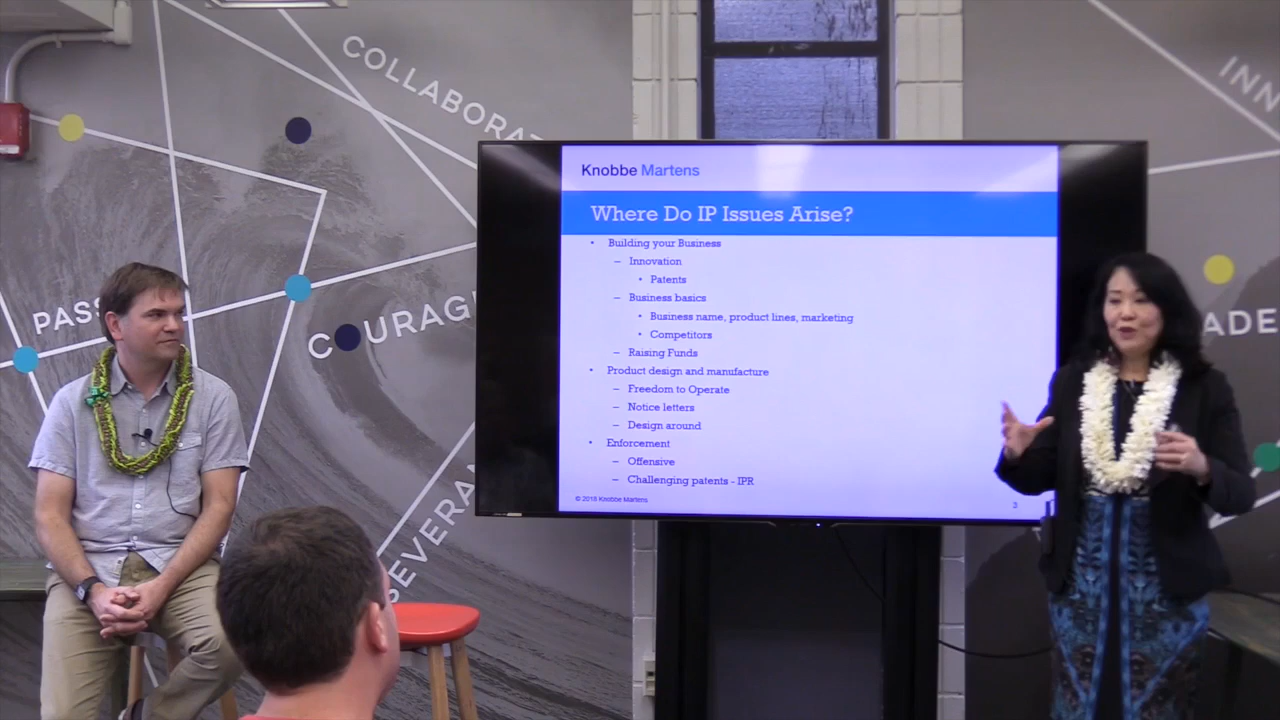 COLLABORAT
INN
PASS
COURAG
ADE
SEVERAN
Knobbe Martens
Where Do IP Issues Arise?
• Building your Business
– Innovation
• Patents
– Business basics
• Business name, product lines, marketing
• Competitors
– Raising Funds
• Product design and manufacture
– Freedom to Operate
– Notice letters
– Design around
• Enforcement
– Offensive
– Challenging patents - IPR
© 2018 Knobbe Martens
3